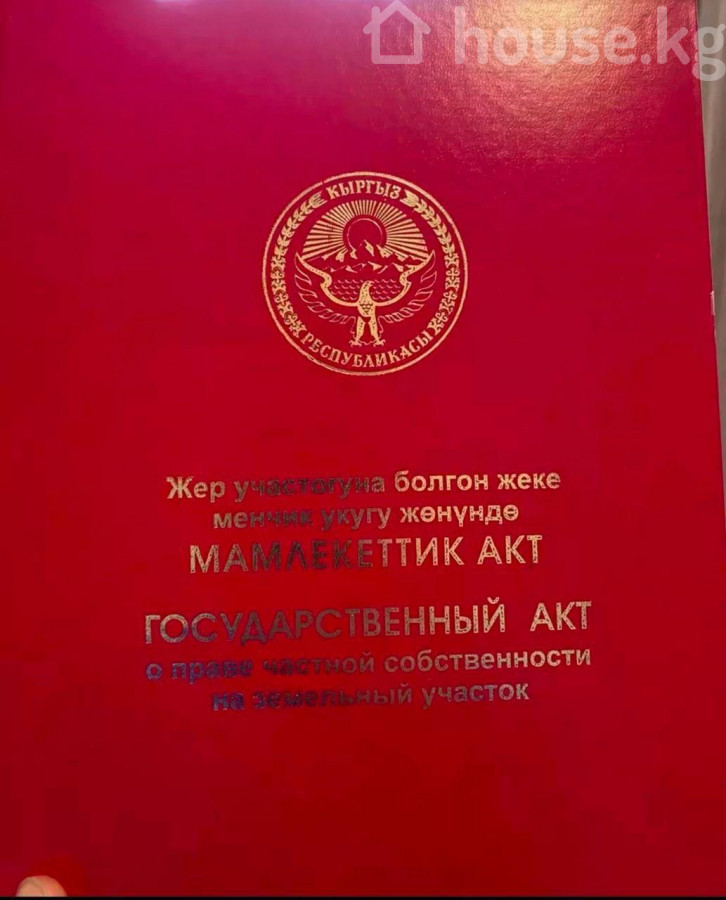 house.kg
КЫРГЫЗ
РЕСПУБЛИКАСЫ
Жер участогуна болгон жеке
менчик укугу жөнүндө
МАМЛЕКЕТТИК АКТ
ГОСУДАРСТВЕННЫЙ АКТ
о праве частной собственности
на земельный участок